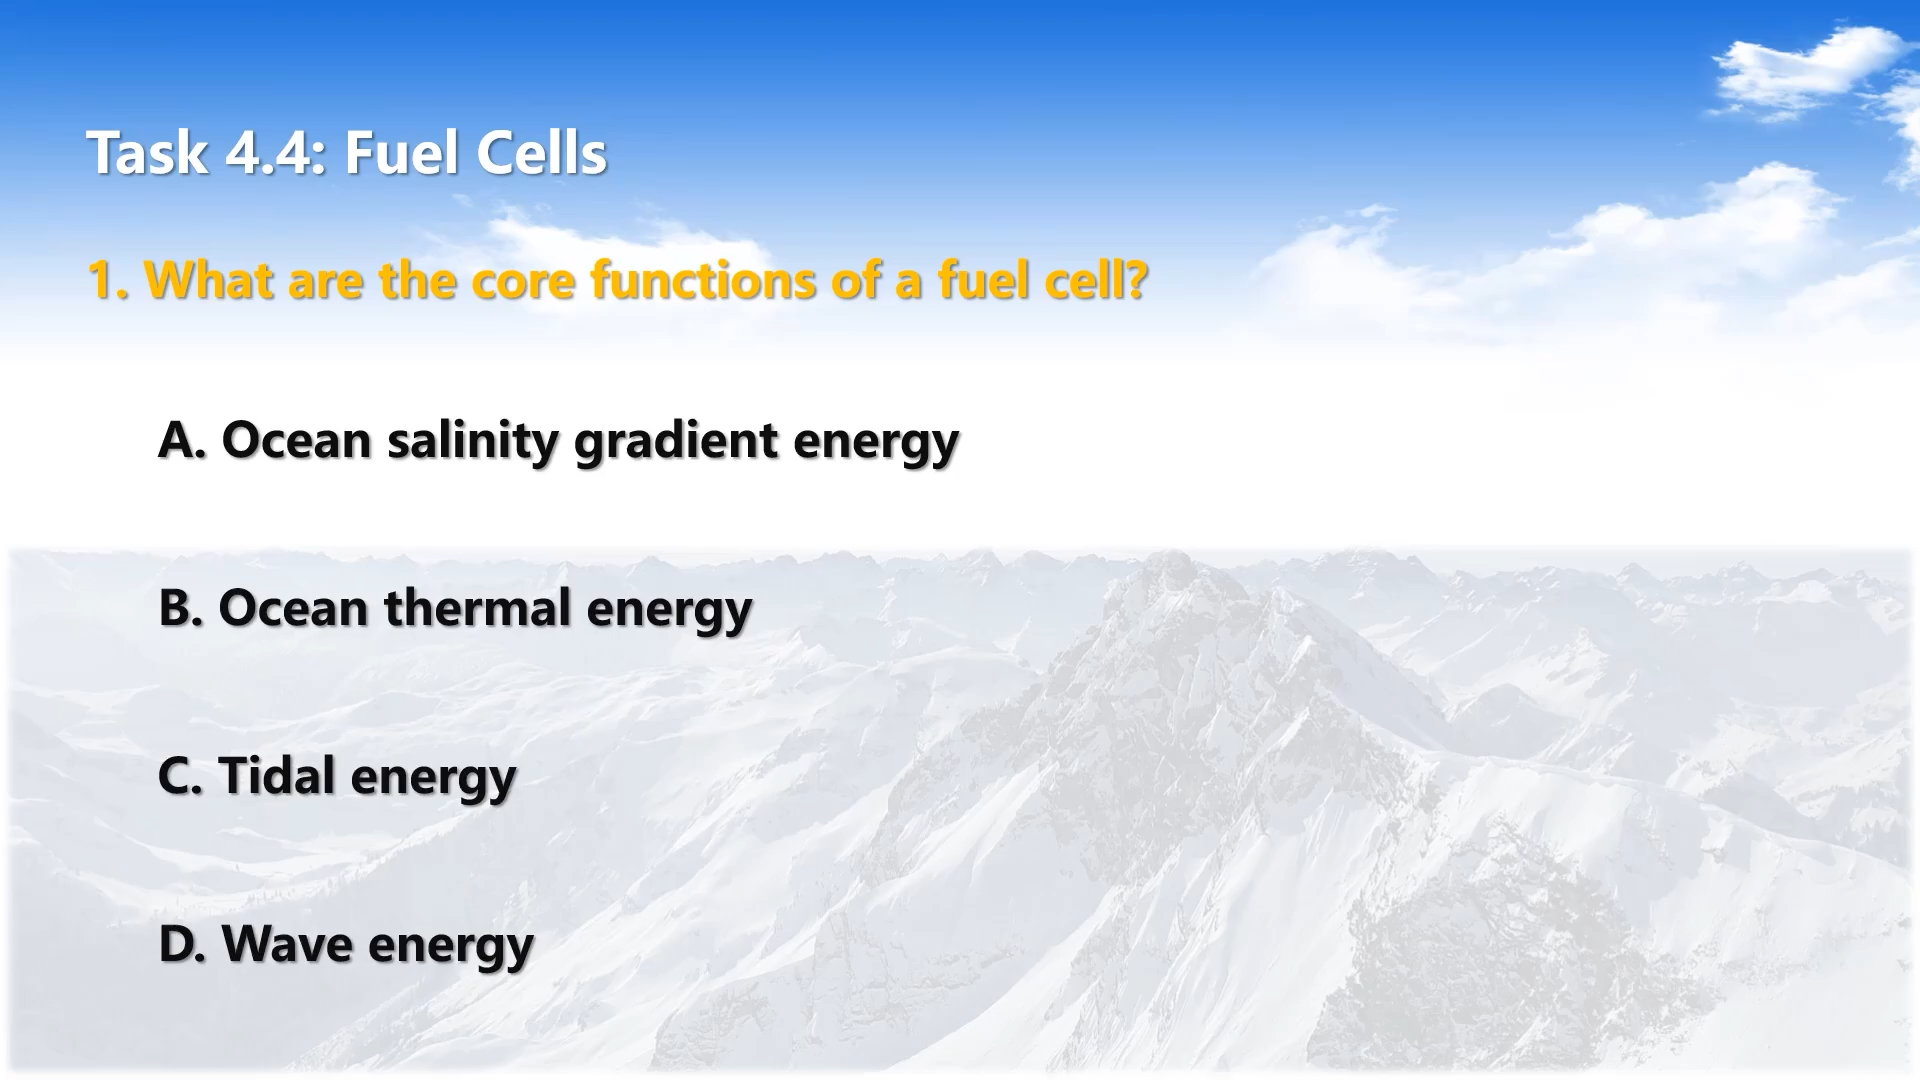 Task 4.4: Fuel Cells
1. What are the core functions of a fuel cell?
A. Ocean salinity gradient energy
B. Ocean thermal energy
C. Tidal energy
D. Wave energy